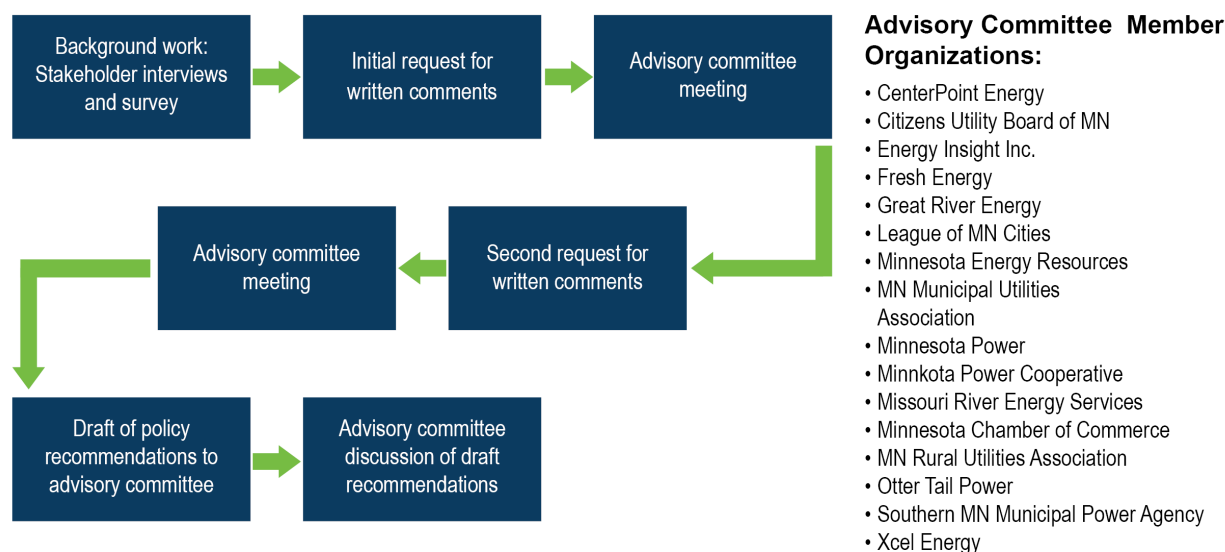 Background work:
Stakeholder interviews
and survey
Initial request for
written comments
Advisory committee
meeting
Second request for
written comments
Advisory committee
meeting
Draft of policy
recommendations to
advisory committee
Advisory committee
discussion of draft
recommendations
Advisory Committee  Member
Organizations:
• CenterPoint Energy
• Citizens Utility Board of MN
• Energy Insight Inc.
• Fresh Energy
• Great River Energy
• League of MN Cities
• Minnesota Energy Resources
• MN Municipal Utilities
Association
• Minnesota Power
• Minnkota Power Cooperative
• Missouri River Energy Services
• Minnesota Chamber of Commerce
• MN Rural Utilities Association
• Otter Tail Power
• Southern MN Municipal Power Agency
• Xcel Energy